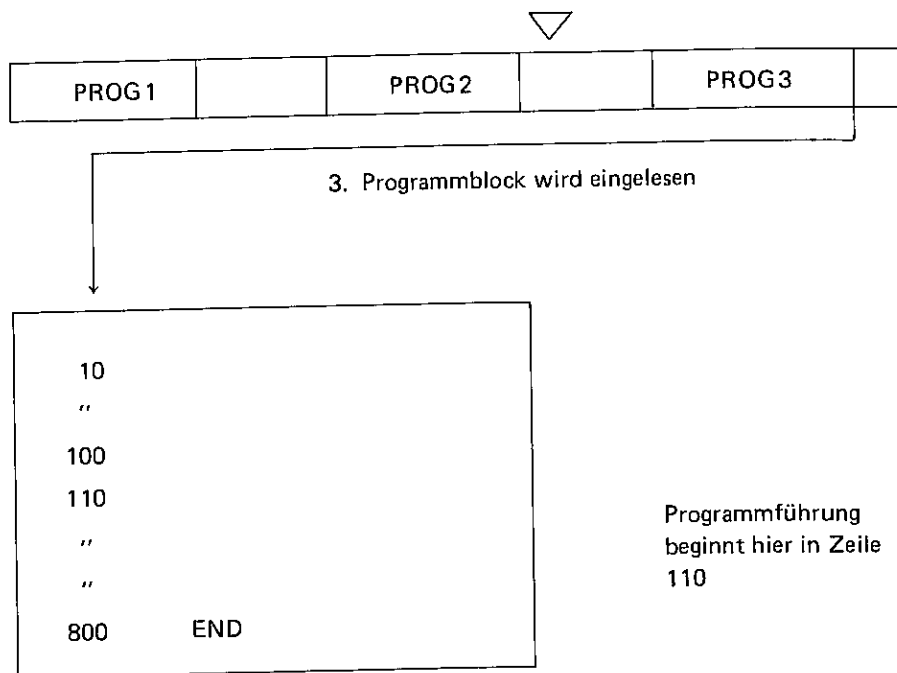 PROG1 PROG2 PROG3
3. Programmblock wird eingelesen
10
"
100
110
"
"
800 END
Programmführung
beginnt hier in Zeile
110